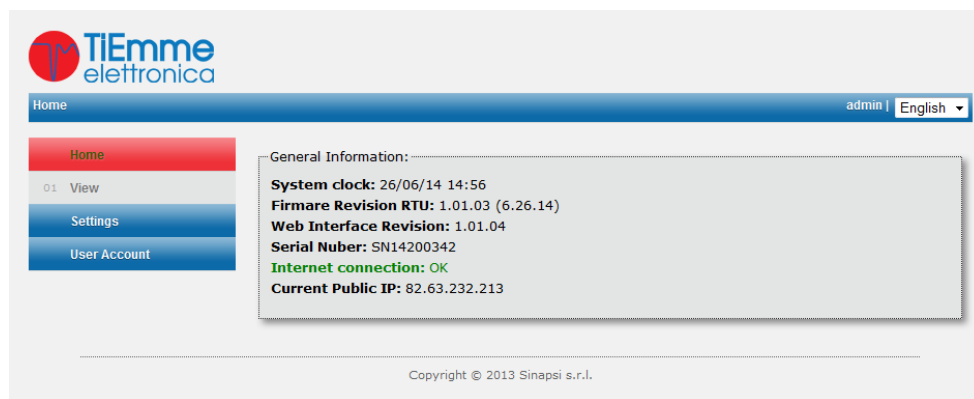 TiEmme
elettronica
Home
admin | English
Home
01 View
Settings
User Account
General Information:
System clock: 26/06/14 14:56
Firmare Revision RTU: 1.01.03 (6.26.14)
Web Interface Revision: 1.01.04
Serial Nuber: SN14200342
Internet connection: OK
Current Public IP: 82.63.232.213
Copyright © 2013 Sinapsi s.r.l.